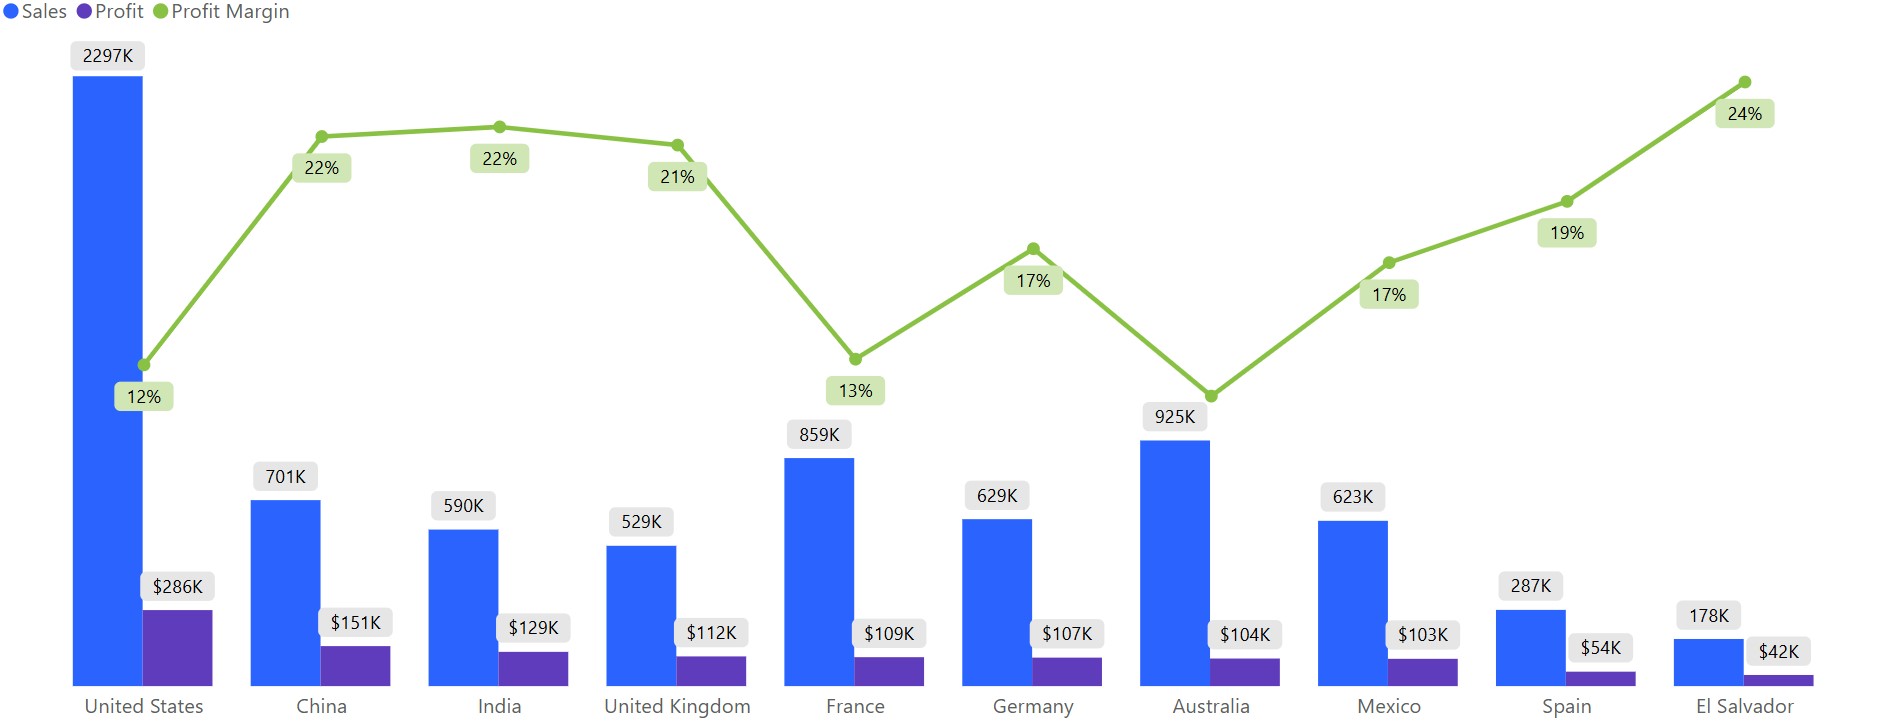 Sales Profit Profit Margin
2297K
22%
22%
21%
24%
19%
17%
17%
12%
13%
859K
925K
701K
590K
529K
629K
623K
$286K
$151K
$129K
$112K
$109K
$107K
$104K
$103K
287K
$54K
178K
$42K
United States China India United Kingdom France Germany Australia Mexico Spain El Salvador